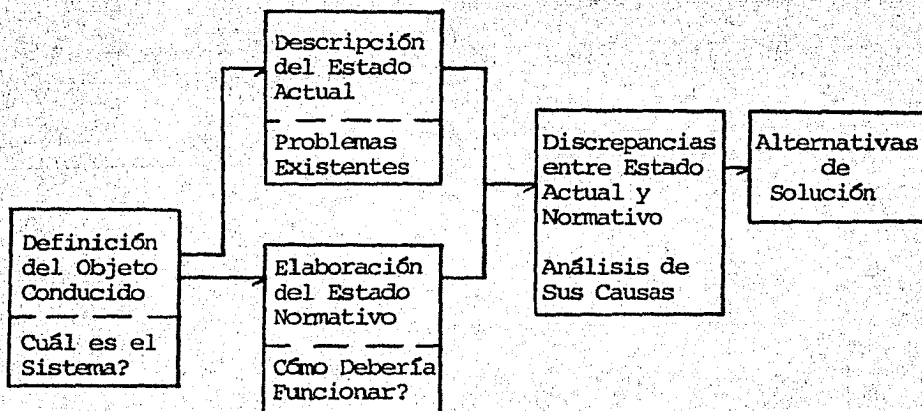 Definición
del Objeto
Conducido
Cuál es el
Sistema?
Descripción
del Estado
Actual
Problemas
Existentes
Elaboración
del Estado
Normativo
Cómo Debería
Funcionar?
Discrepancias
entre Estado
Actual y
Normativo
Análisis de
Sus Causas
Alternativas
de
Solución